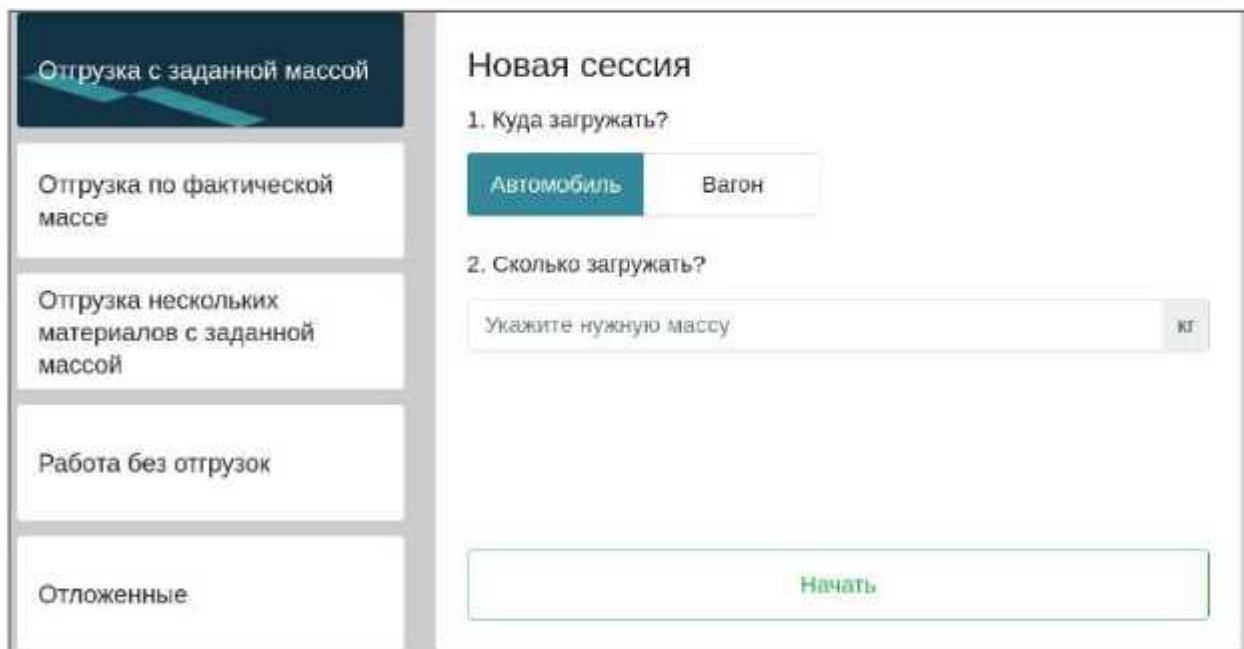 Отгрузка с заданной массой
Отгрузка по фактической
массе
Отгрузка нескольких
материалов с заданной
массой
Работа без отгрузок
Отложенные
Новая сессия
1. Куда загружать?
Автомобиль Вагон
2. Сколько загружать?
Укажите нужную массу кг
Начать